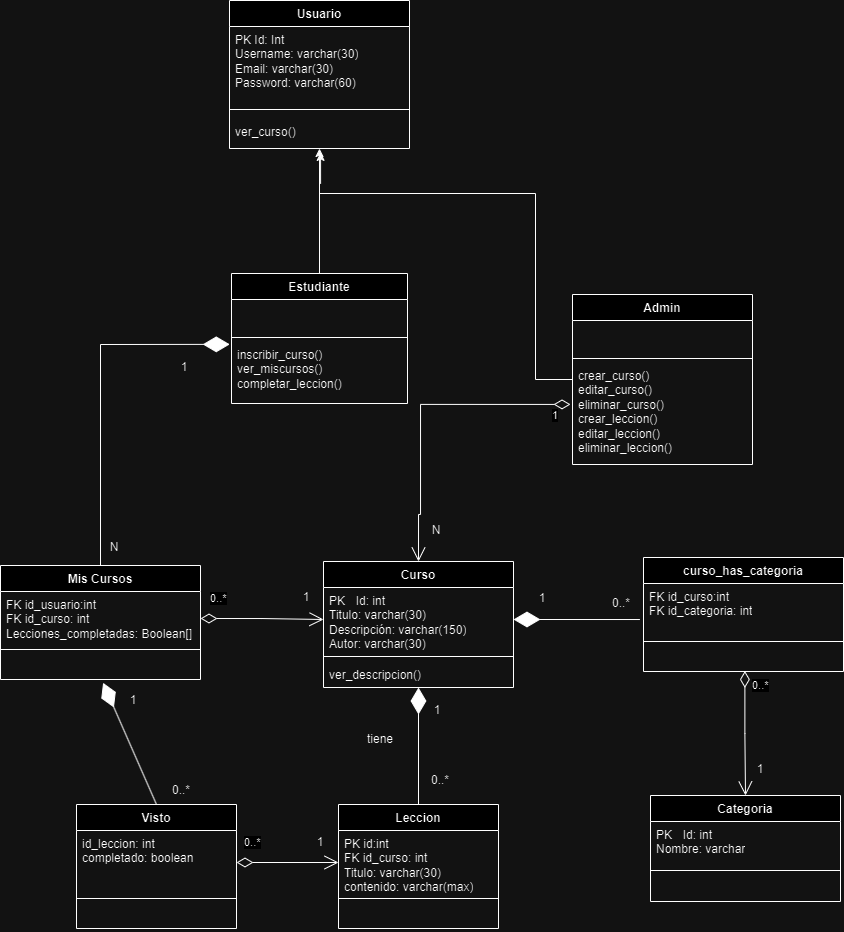 Usuario
PK Id: Int
Username: varchar(30)
Email: varchar(30)
Password: varchar(60)
ver_curso()
Estudiante
inscribir_curso()
ver_miscursos()
completar_leccion()
Admin
crear_curso()
editar_curso()
eliminar_curso()
crear_leccion()
editar_leccion()
eliminar_leccion()
1
1
N
N
Mis Cursos
FK id_usuario:int
FK id_curso: int
Lecciones_completadas: Boolean[]
0..*
1
Curso
PK   Id: int
Titulo: varchar(30)
Descripción: varchar(150)
Autor: varchar(30)
ver_descripcion()
1
0..*
curso_has_categoria
FK id_curso:int
FK id_categoria: int
1
1
0..*
tiene
0..*
0..*
1
Visto
id_leccion: int
completado: boolean
0..*
1
Leccion
PK id:int
FK id_curso: int
Titulo: varchar(30)
contenido: varchar(max)
Categoria
PK   Id: int
Nombre: varchar